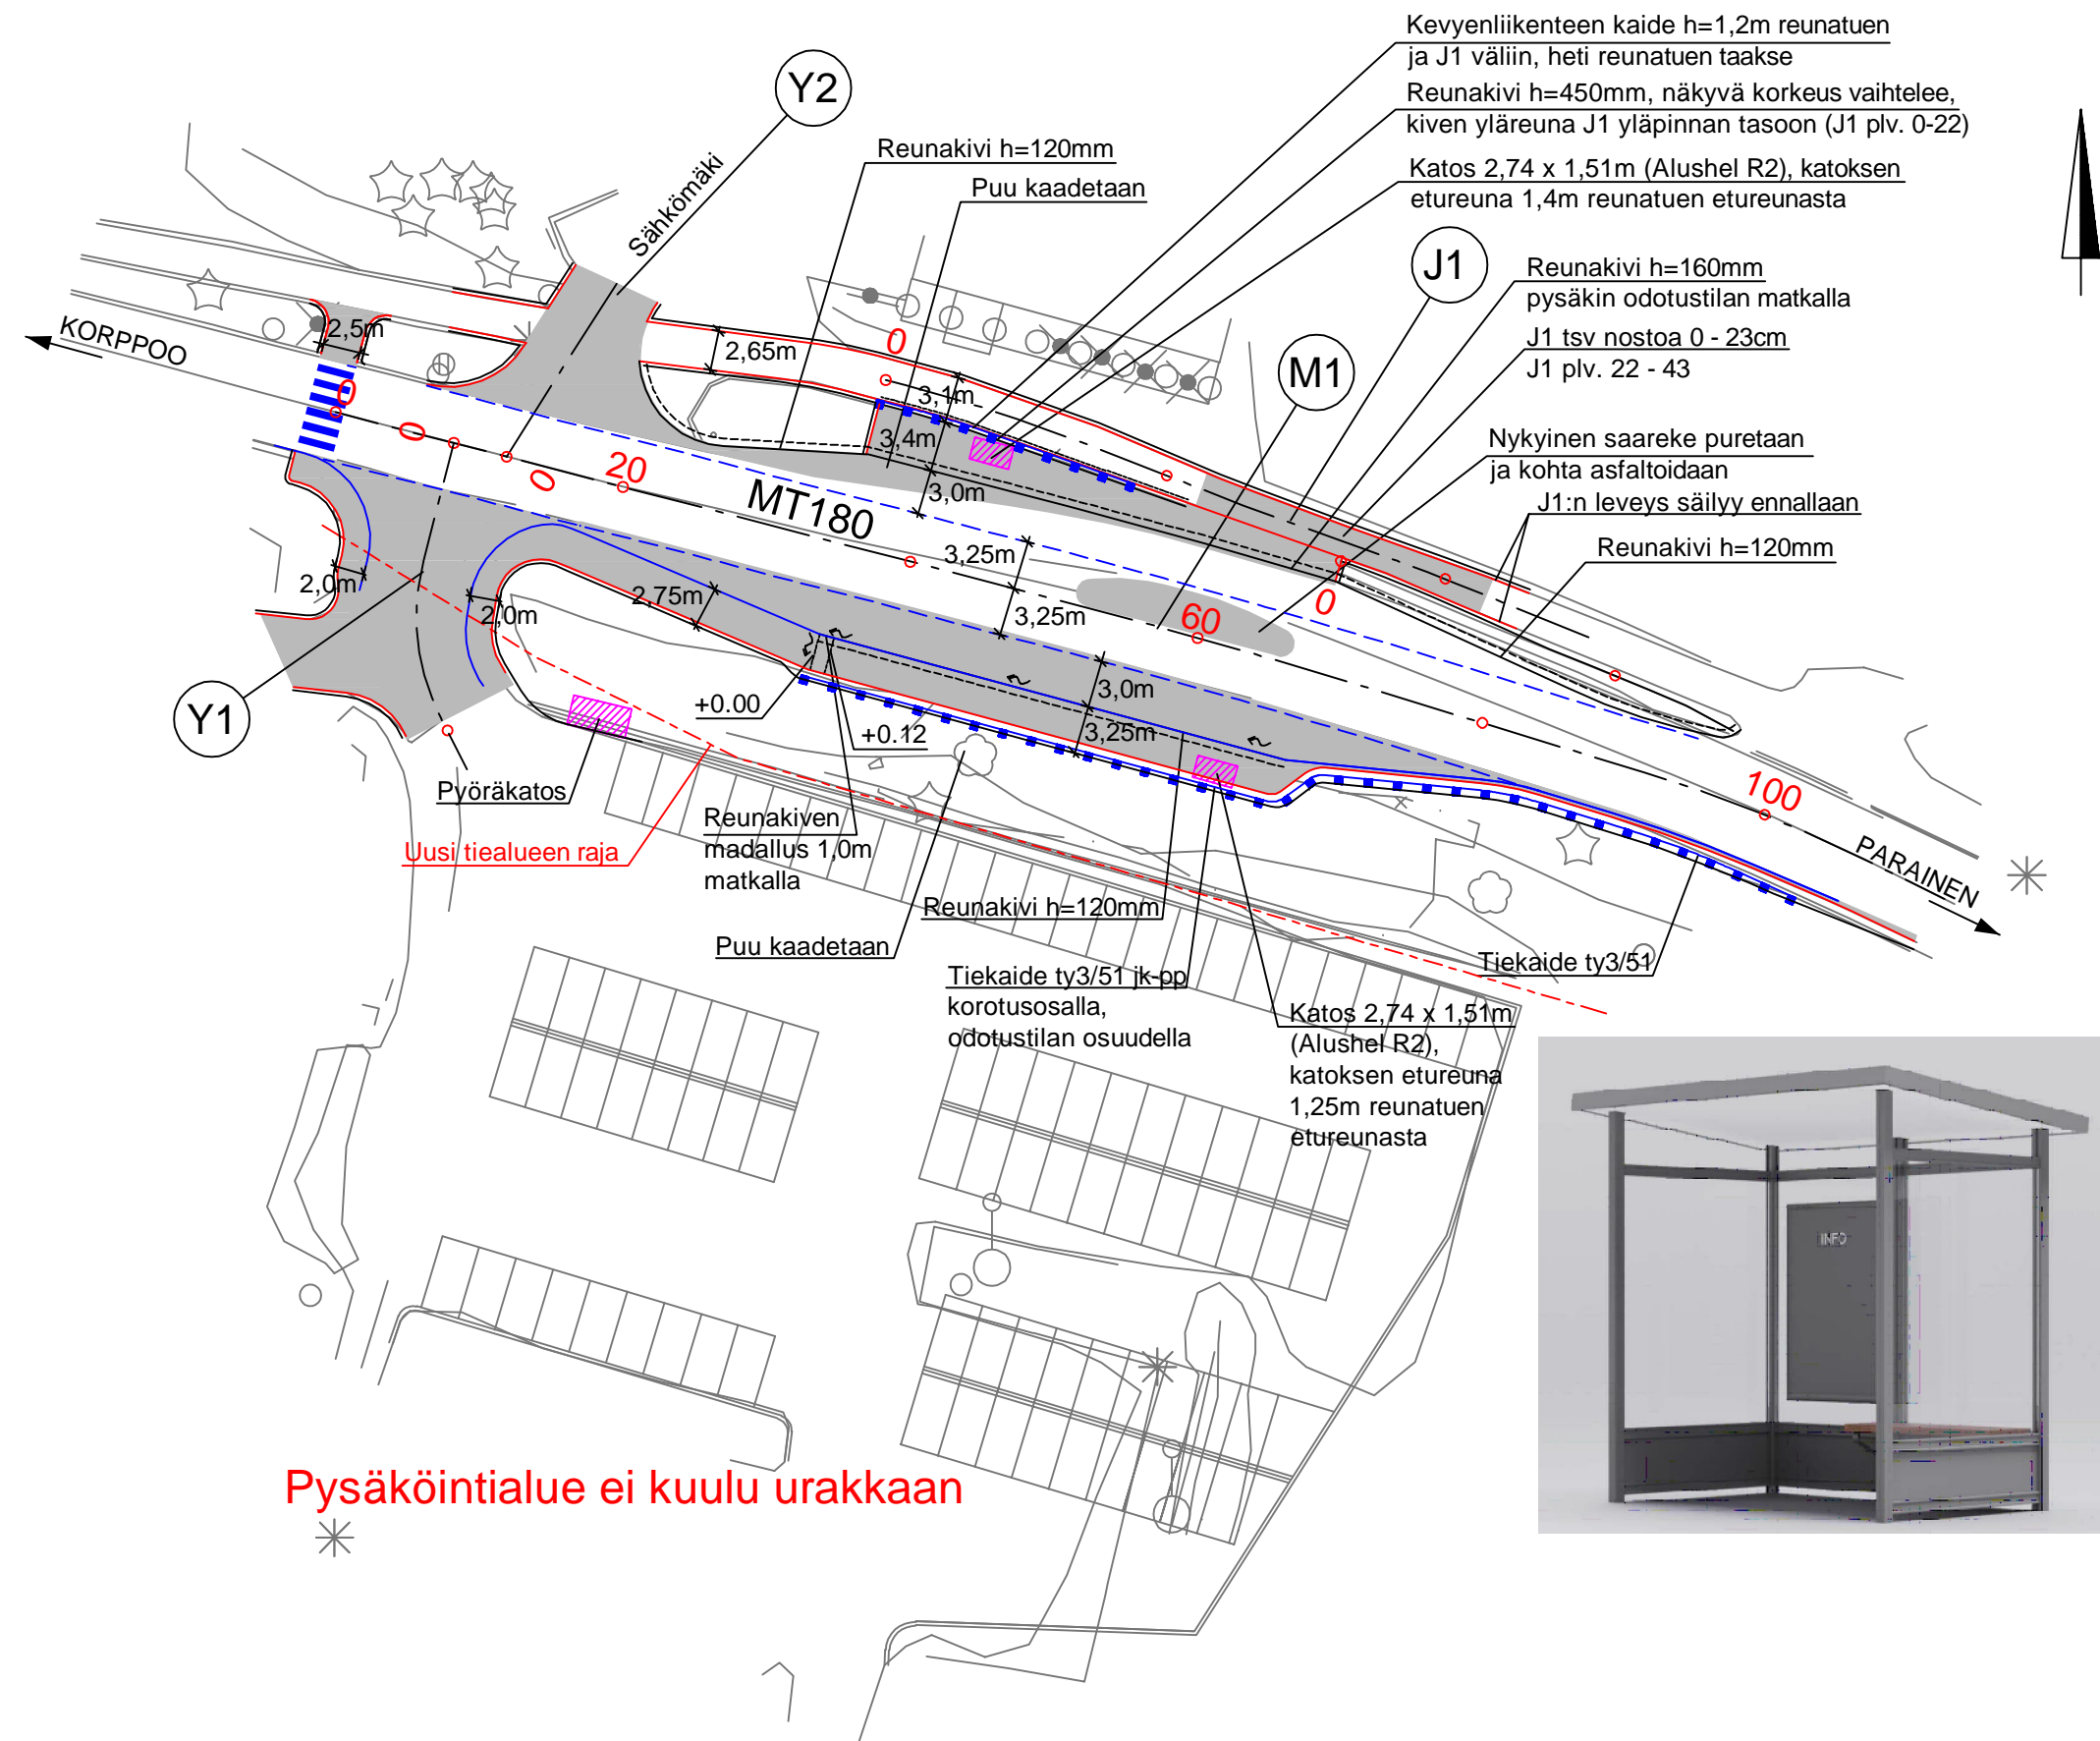 Kevyenliikenteen kaide h=1,2m reunatuen
ja J1 väliin, heti reunatuen taakse
Reunakivi h=450mm, näkyvä korkeus vaihtelee,
kiven yläreuna J1 yläpinnan tasoon (J1 plv. 0-22)
Katos 2,74 x 1,51m (Alushel R2), katoksen
etureuna 1,4m reunatuen etureunasta
Y2
Reunakivi h=120mm
Puu kaadetaan
Sähkömäki
J1
Reunakivi h=160mm
pysäkin odotustilan matkalla
J1 tsv nostoa 0 - 23cm
J1 plv. 22 - 43
M1
Nykyinen saareke puretaan
ja kohta asfaltoidaan
J1:n leveys säilyy ennallaan
Reunakivi h=120mm
KORPPOO
2,5m
2,65m
0
3,1m
3,4m
3,0m
0
0
0
20
MT180
3,25m
3,25m
60
0
2,0m
2,0m
2,75m
3,0m
3,25m
100
PARAINEN
Y1
+0.00
+0.12
Pyöräkatos
Uusi tiealueen raja
Reunakiven
madallus 1,0m
matkalla
Reunakivi h=120mm
Puu kaadetaan
Tiekaide ty3/51 jk-pp
korotusosalla,
odotustilan osuudella
Katos 2,74 x 1,51m
(Alushel R2),
katoksen etureuna
1,25m reunatuen
etureunasta
Tiekaide ty3/51
INFO
Pysäköintialue ei kuulu urakkaan